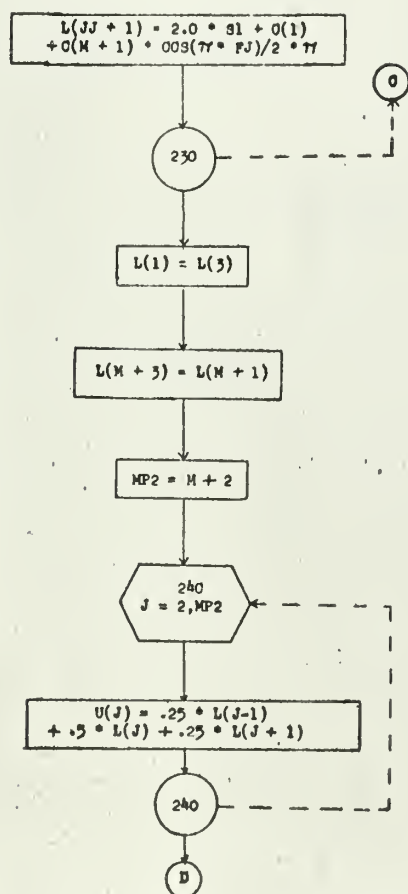 L(JJ + 1) = 2.0 * S1 + C(1)
+C(M + 1) * COS(π* FJ)/2 * π
C
230
L(1) = L(3)
L(M + 3) = L(M + 1)
MP2 = M + 2
240
J = 2,MP2
U(J) = .25 * L(J-1)
+ .5 * L(J) + .25 * L(J + 1)
240
D